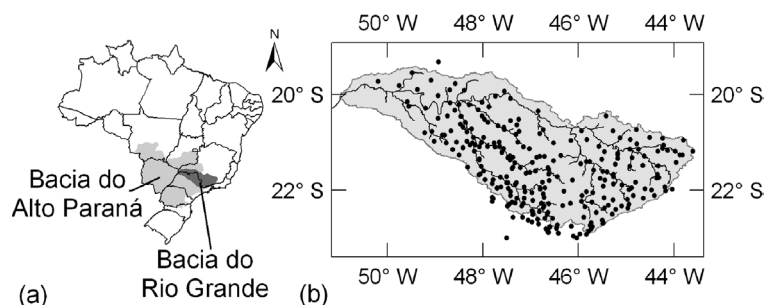 N
Bacia do
Alto Paraná
Bacia do
Rio Grande
(a)
50° W 48° W 46° W 44° W
20° S 20° S
22° S 22° S
50° W 48° W 46° W 44° W
(b)